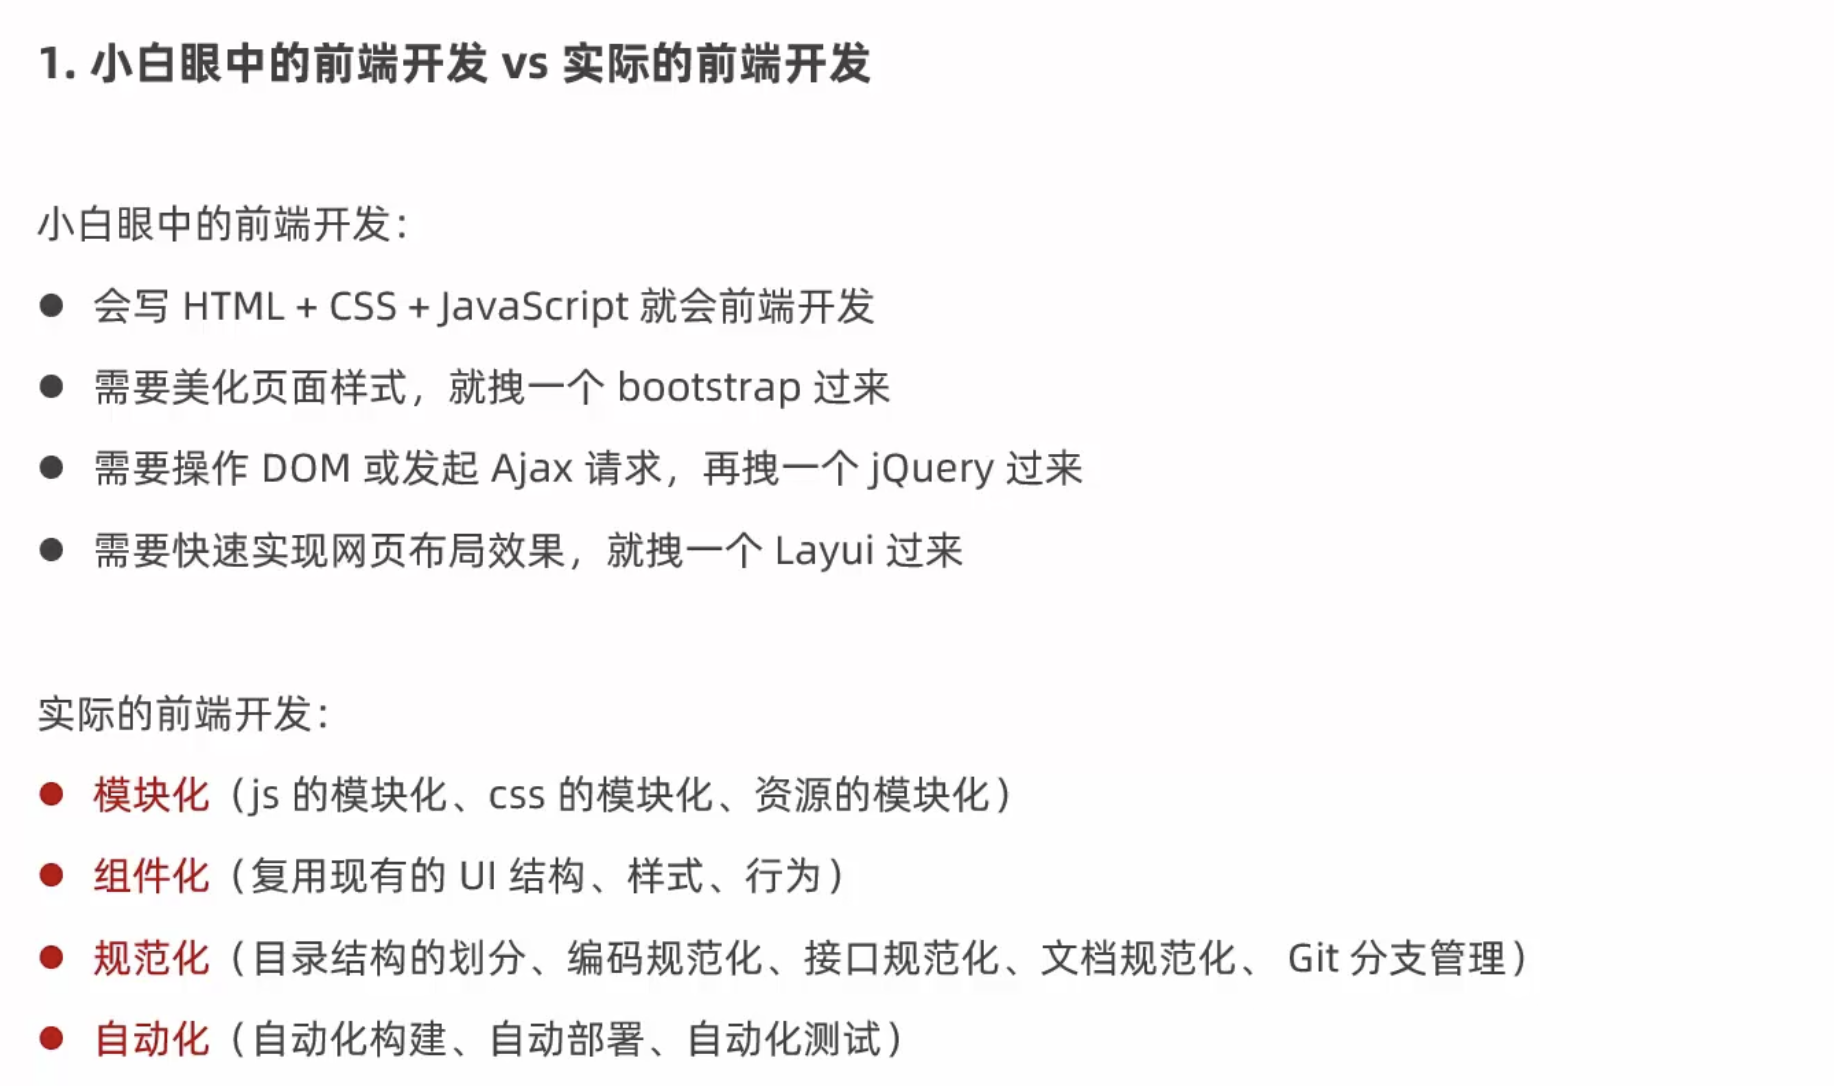 1. 小白眼中的前端开发 vs 实际的前端开发
小白眼中的前端开发：
● 会写 HTML + CSS + JavaScript 就会前端开发
● 需要美化页面样式，就拽一个 bootstrap 过来
● 需要操作 DOM 或发起 Ajax 请求，再拽一个 jQuery 过来
● 需要快速实现网页布局效果，就拽一个 Layui 过来
实际的前端开发：
● 模块化（js 的模块化、css 的模块化、资源的模块化）
● 组件化（复用现有的 UI 结构、样式、行为）
● 规范化（目录结构的划分、编码规范化、接口规范化、文档规范化、 Git 分支管理）
● 自动化（自动化构建、自动部署、自动化测试）